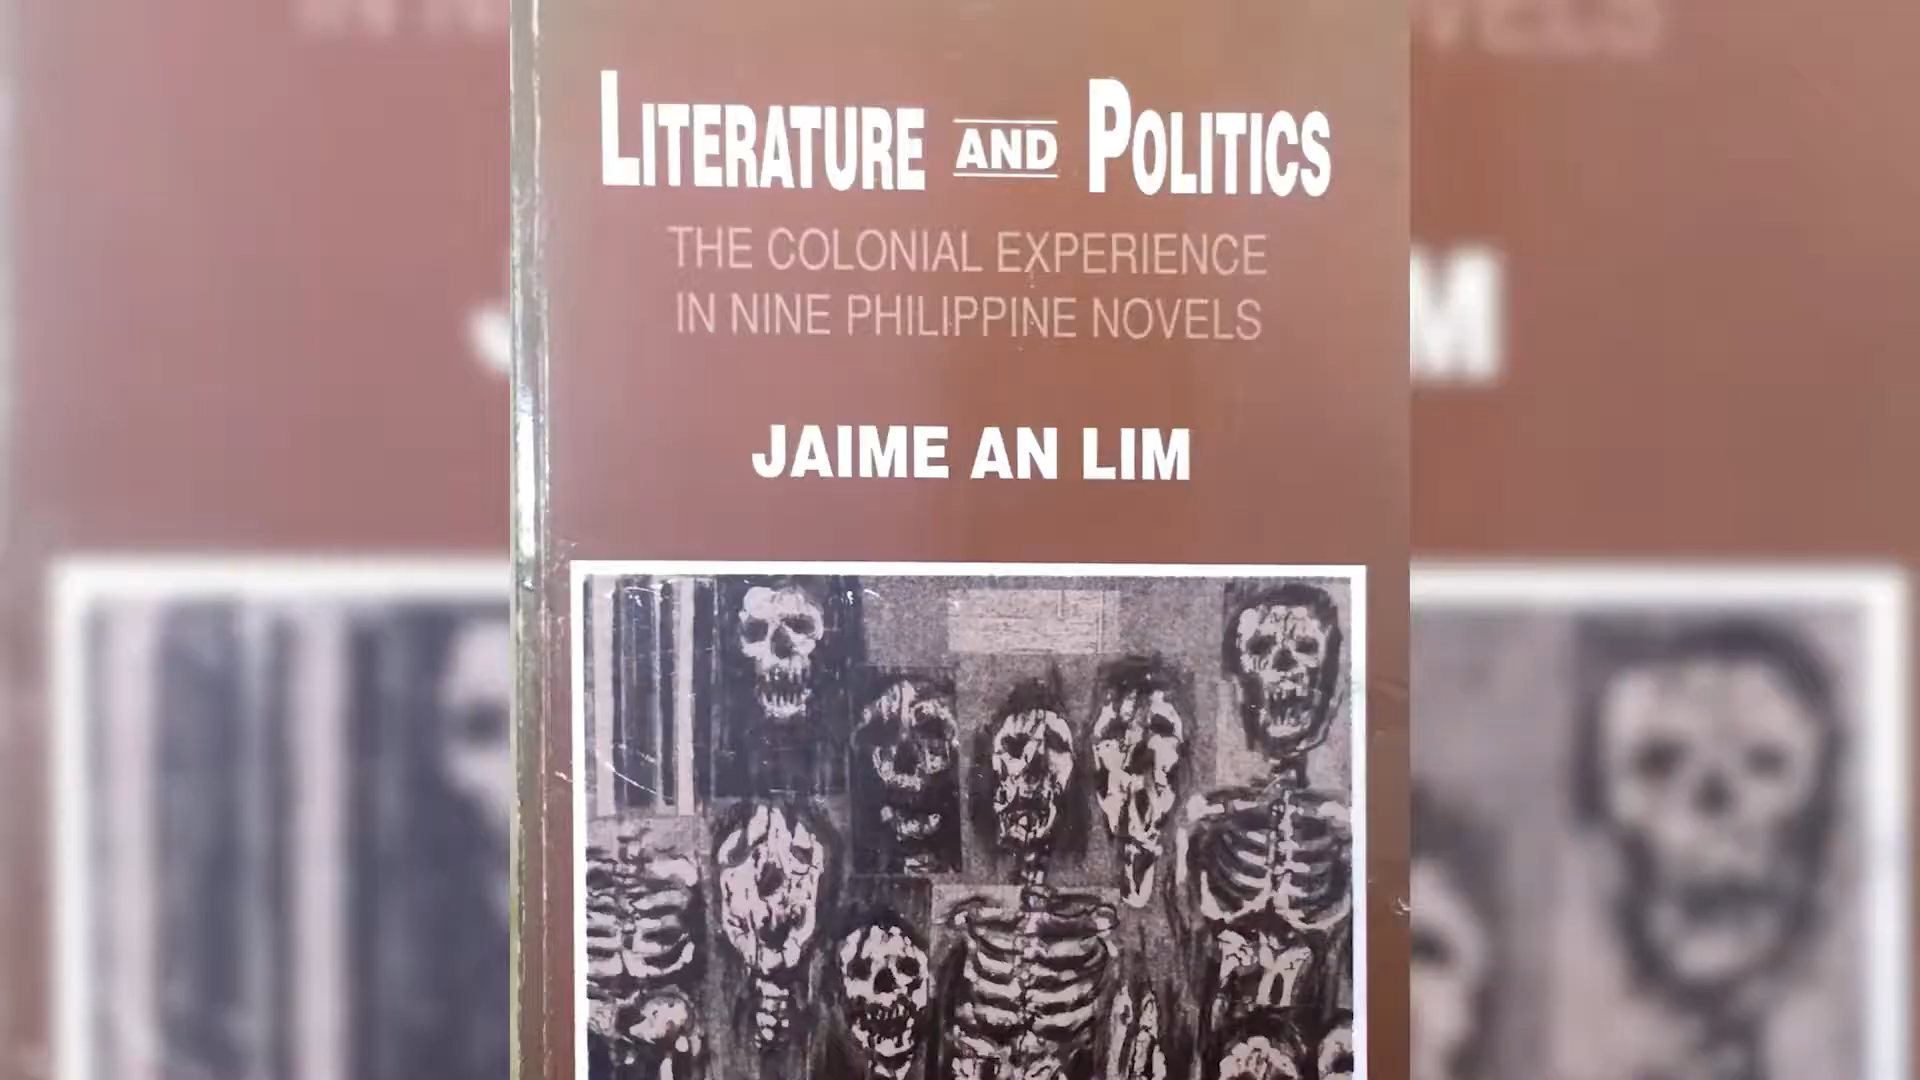 LITERATURE AND POLITICS
THE COLONIAL EXPERIENCE
IN NINE PHILIPPINE NOVELS
JAIME AN LIM